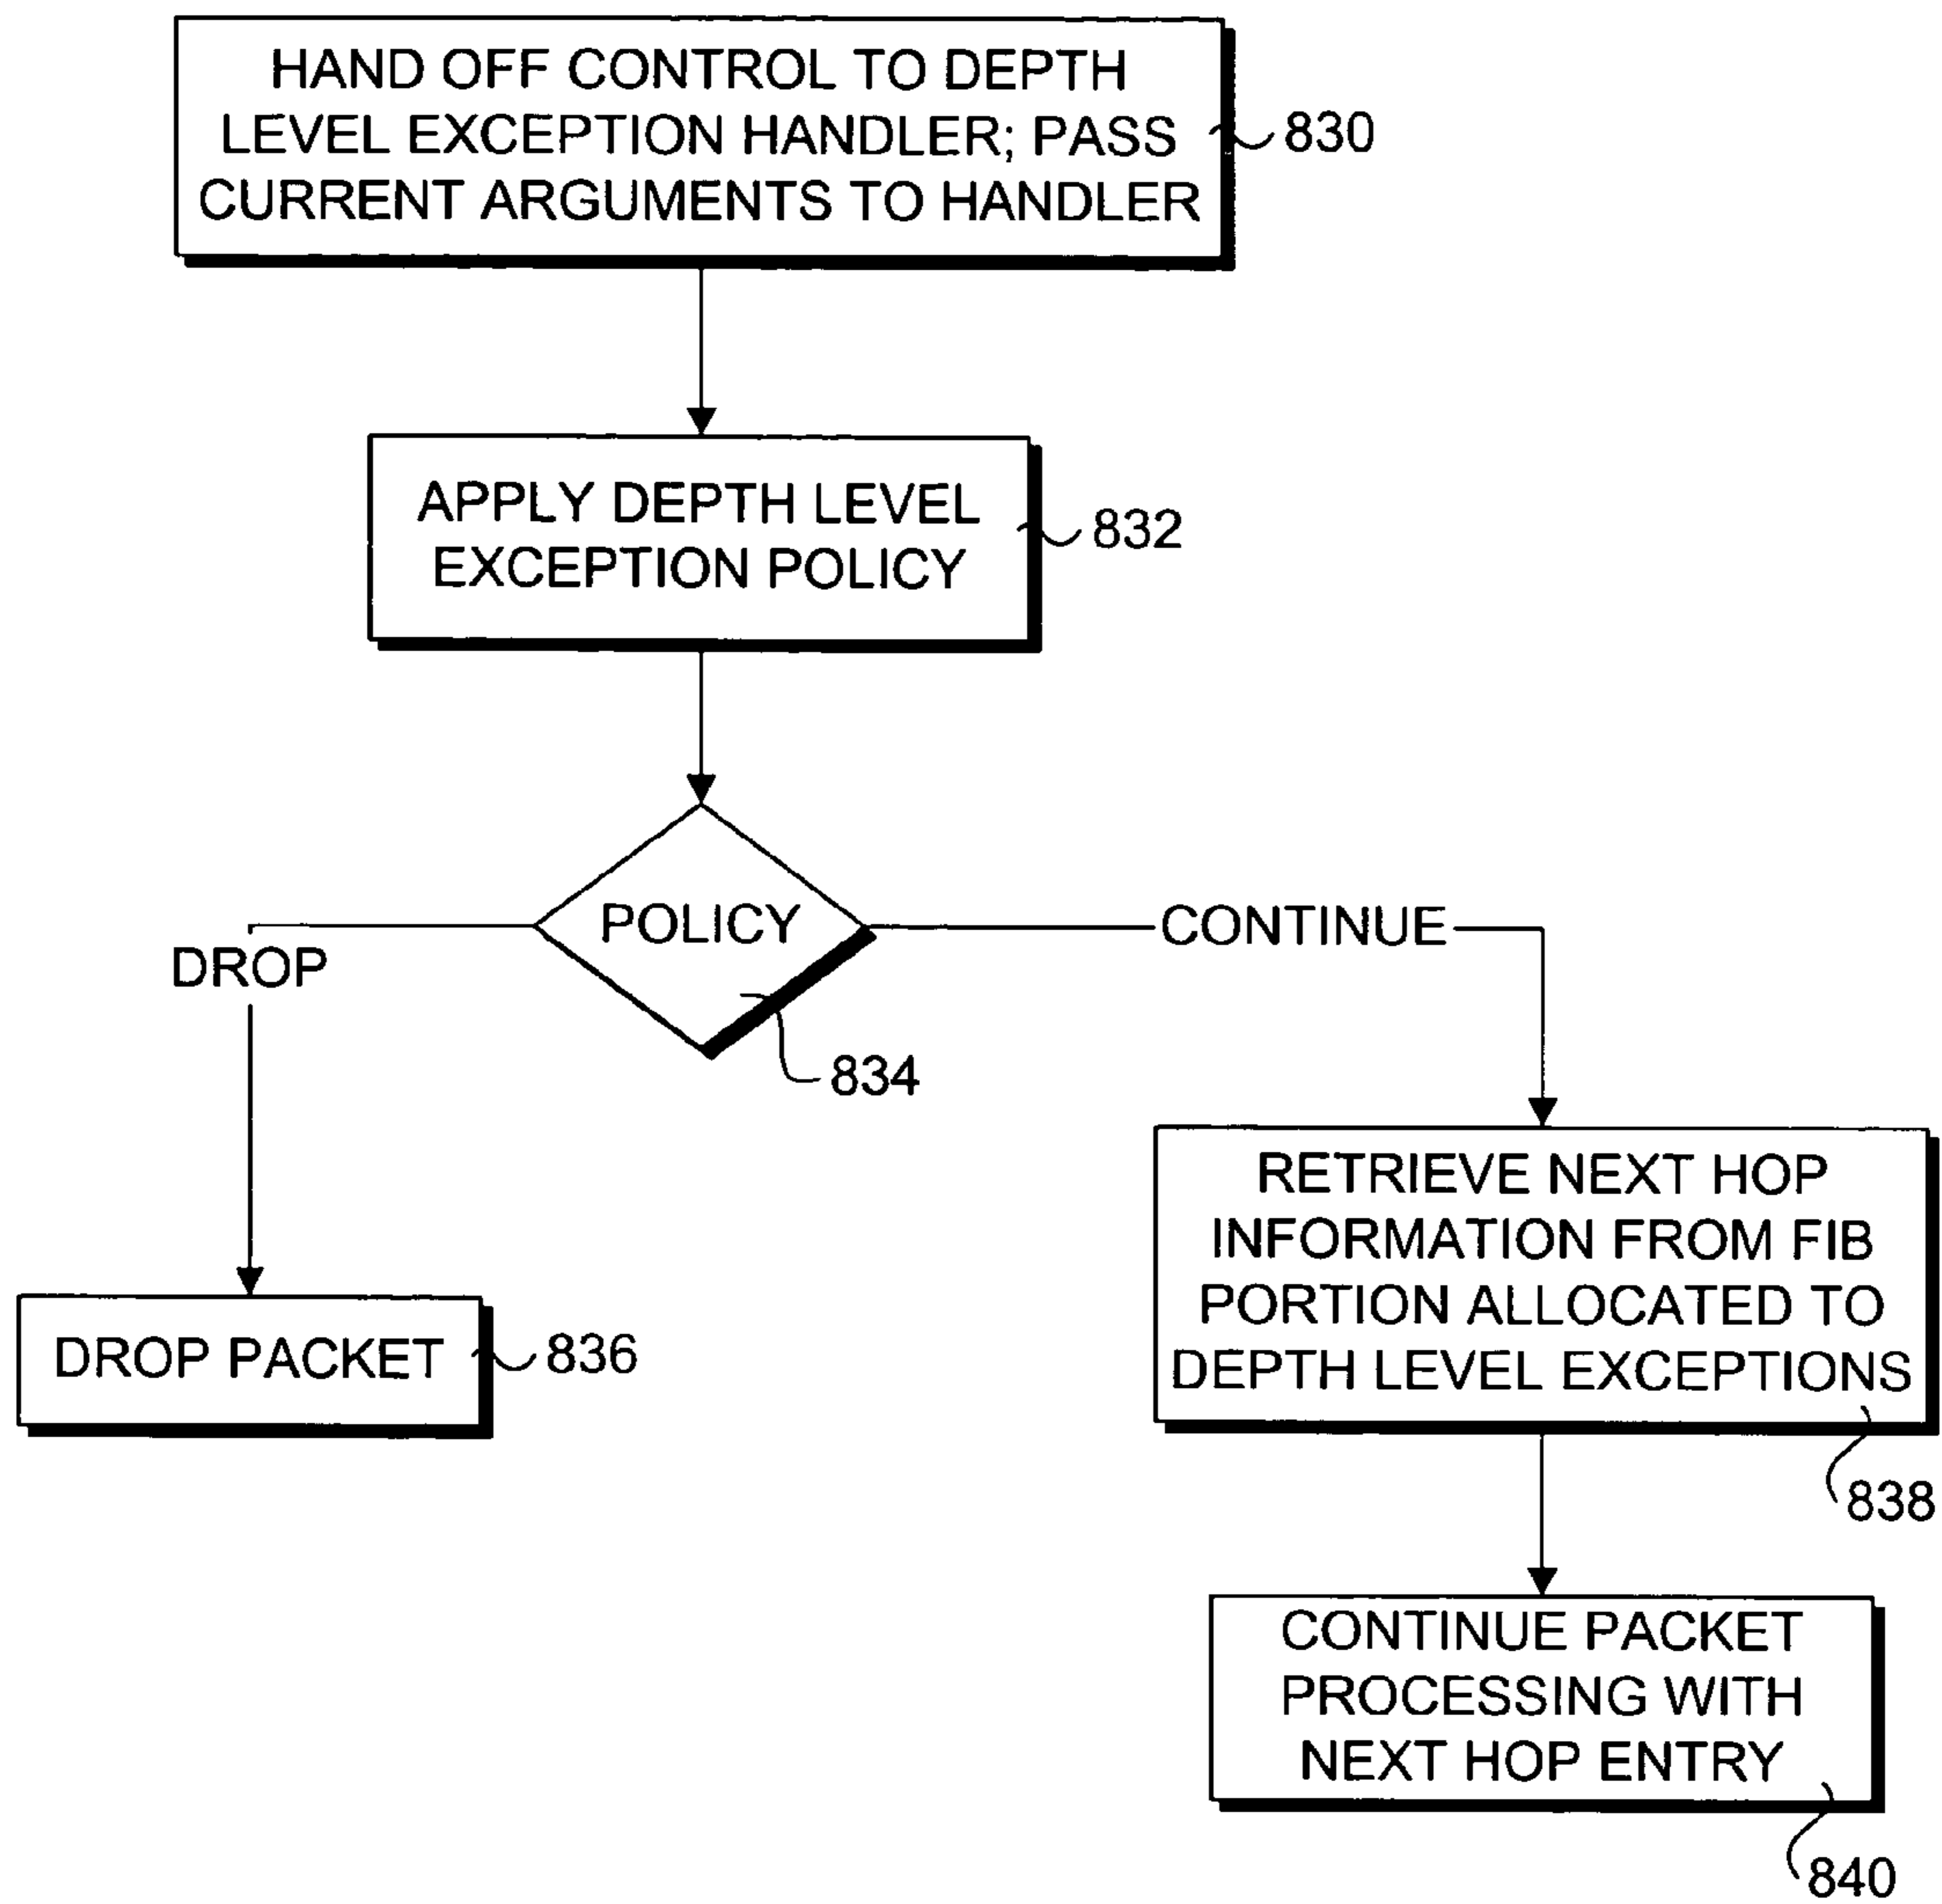 HAND OFF CONTROL TO DEPTH
LEVEL EXCEPTION HANDLER; PASS
CURRENT ARGUMENTS TO HANDLER
830
APPLY DEPTH LEVEL
EXCEPTION POLICY
832
POLICY
DROP
CONTINUE
834
DROP PACKET
836
RETRIEVE NEXT HOP
INFORMATION FROM FIB
PORTION ALLOCATED TO
DEPTH LEVEL EXCEPTIONS
838
CONTINUE PACKET
PROCESSING WITH
NEXT HOP ENTRY
840